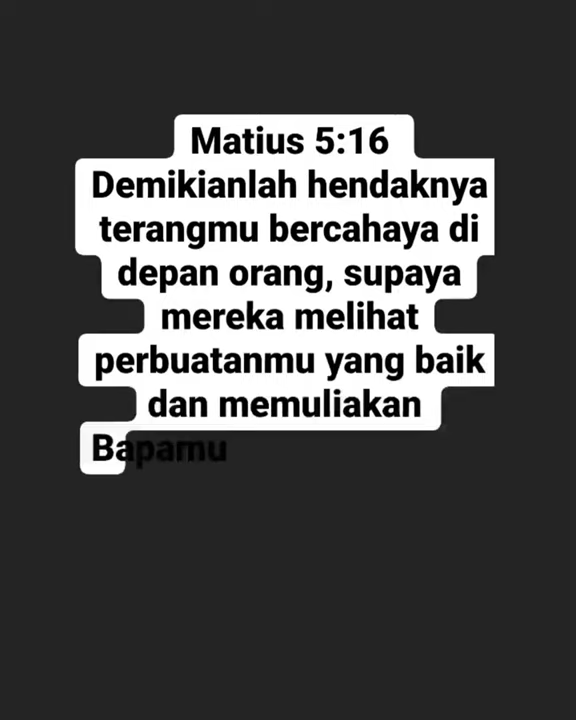 Matius 5:16
Demikianlah hendaknya
terangmu bercahaya di
depan orang, supaya
mereka melihat
perbuatanmu yang baik
dan memuliakan
Bapamu